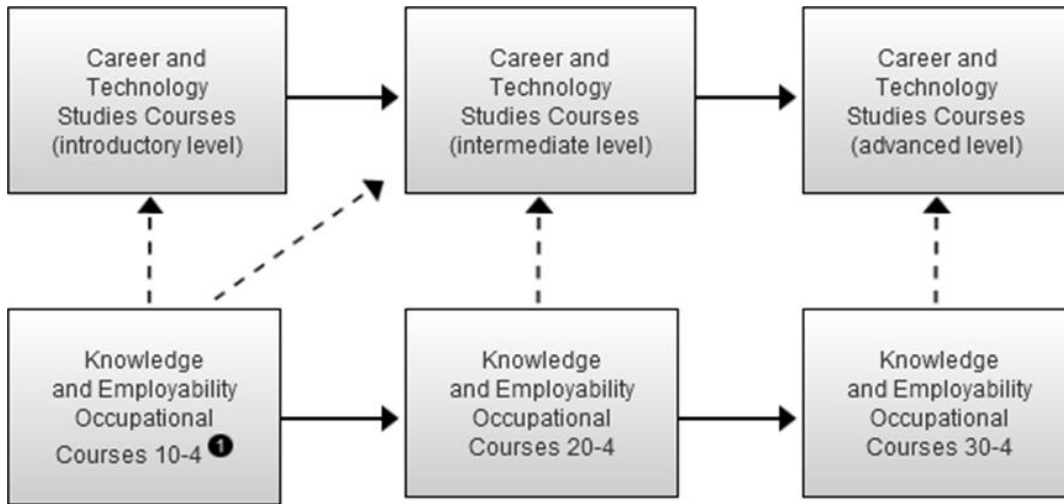 Career and
Technology
Studies Courses
(introductory level)
Career and
Technology
Studies Courses
(intermediate level)
Career and
Technology
Studies Courses
(advanced level)
Knowledge
and Employability
Occupational
Courses 10-4 ❶
Knowledge
and Employability
Occupational
Courses 20-4
Knowledge
and Employability
Occupational
Courses 30-4